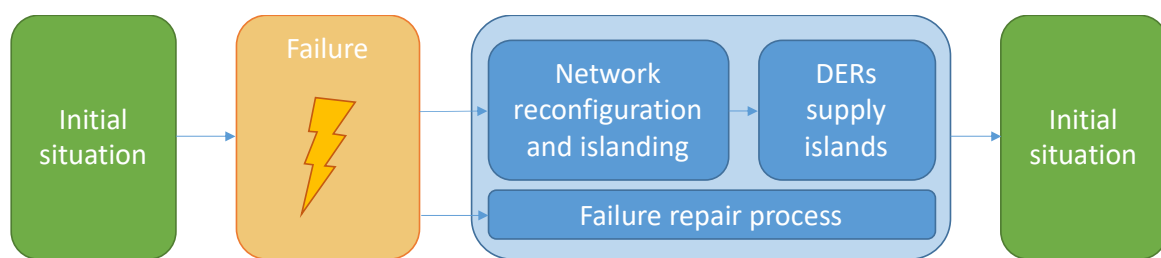 Initial
situation
Failure
Network
reconfiguration
and islanding
DERs
supply
islands
Failure repair process
Initial
situation